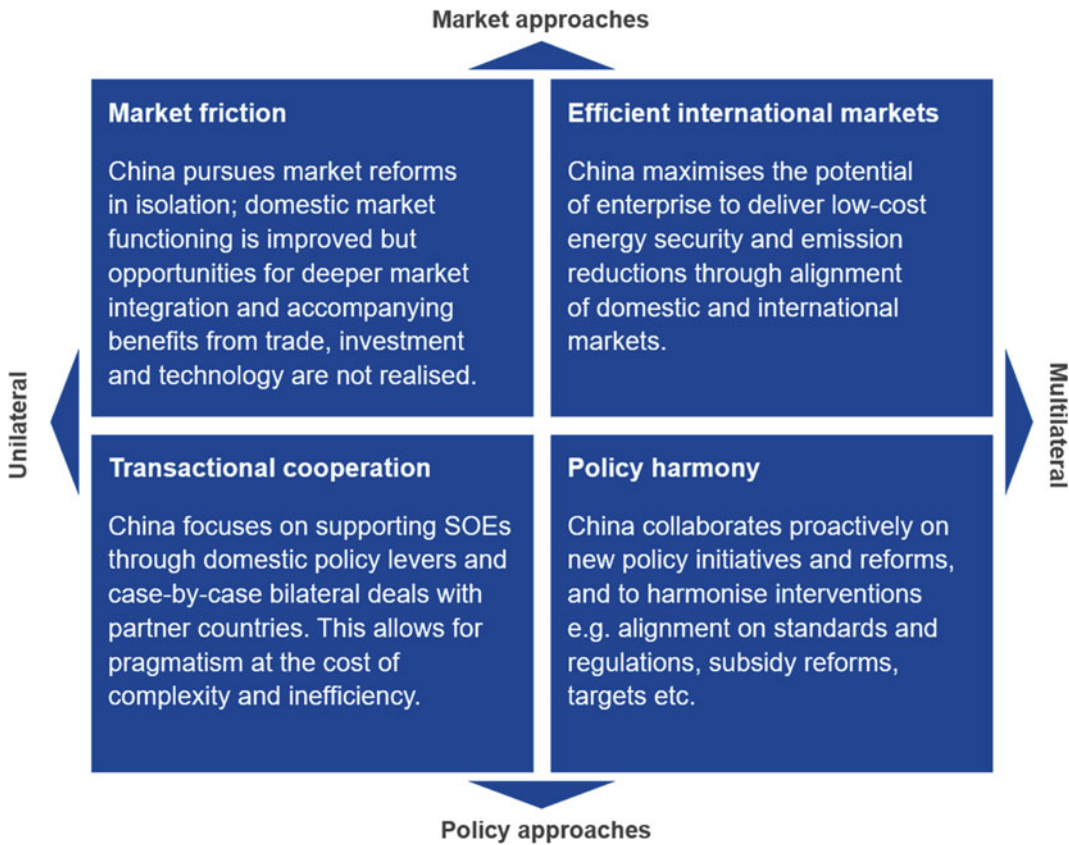 Market approaches
Market friction
China pursues market reforms
in isolation; domestic market
functioning is improved but
opportunities for deeper market
integration and accompanying
benefits from trade, investment
and technology are not realised.
Efficient international markets
China maximises the potential
of enterprise to deliver low-cost
energy security and emission
reductions through alignment
of domestic and international
markets.
Unilateral
Multilateral
Transactional cooperation
China focuses on supporting SOEs
through domestic policy levers and
case-by-case bilateral deals with
partner countries. This allows for
pragmatism at the cost of
complexity and inefficiency.
Policy harmony
China collaborates proactively on
new policy initiatives and reforms,
and to harmonise interventions
e.g. alignment on standards and
regulations, subsidy reforms,
targets etc.
Policy approaches